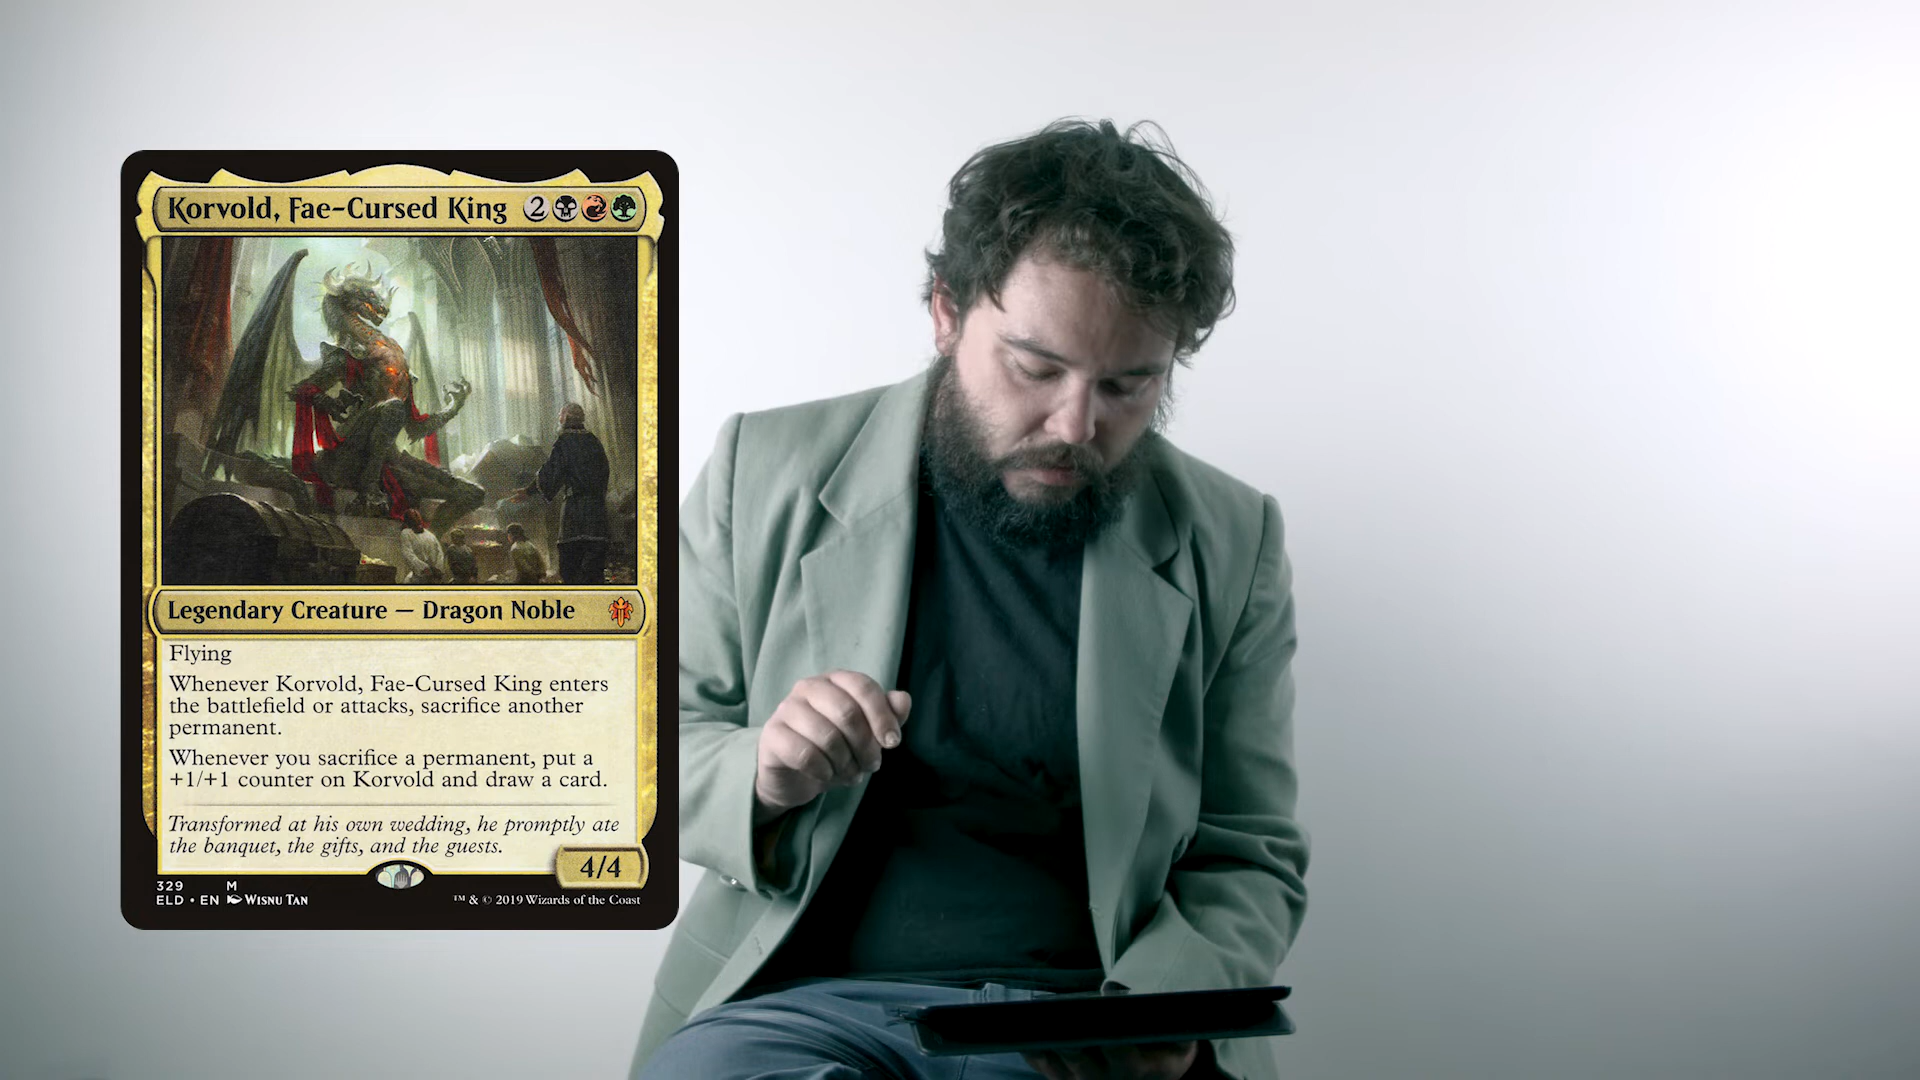 Korvold, Fae-Cursed King 2
Legendary Creature — Dragon Noble
Flying
Whenever Korvold, Fae-Cursed King enters
the battlefield or attacks, sacrifice another
permanent.
Whenever you sacrifice a permanent, put a
+1/+1 counter on Korvold and draw a card.
Transformed at his own wedding, he promptly ate
the banquet, the gifts, and the guests.
4/4
329 M
ELD • EN Wisnu Tan
™ & © 2019 Wizards of the Coast